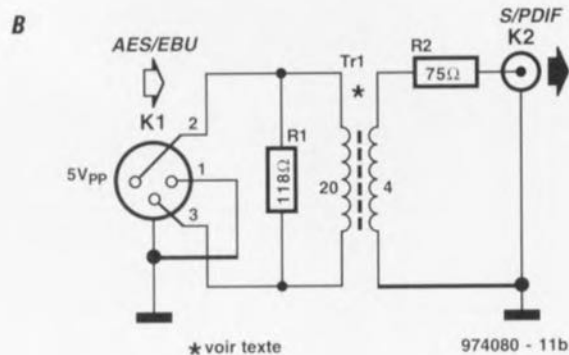 B
AES/EBU
K1
5Vpp
2
1
3
R1
118Ω
Tr1
*
20
4
R2
75Ω
S/PDIF
K2
* voir texte
974080 - 11b